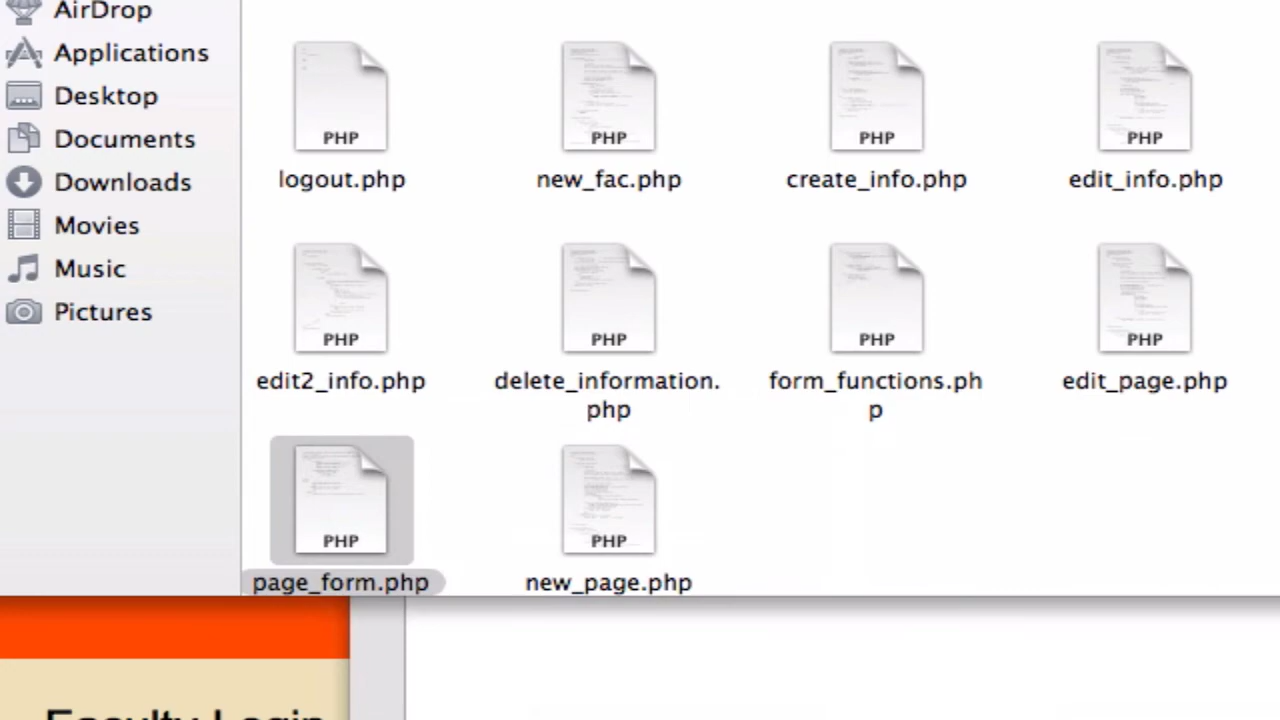 AirDrop
Applications
Desktop
Documents
Downloads
Movies
Music
Pictures
PHP PHP PHP PHP
logout.php new_fac.php create_info.php edit_info.php
PHP PHP PHP PHP
edit2_info.php delete_information. form_functions.ph edit_page.php
php p
PHP PHP
page_form.php new_page.php
Faculty Login